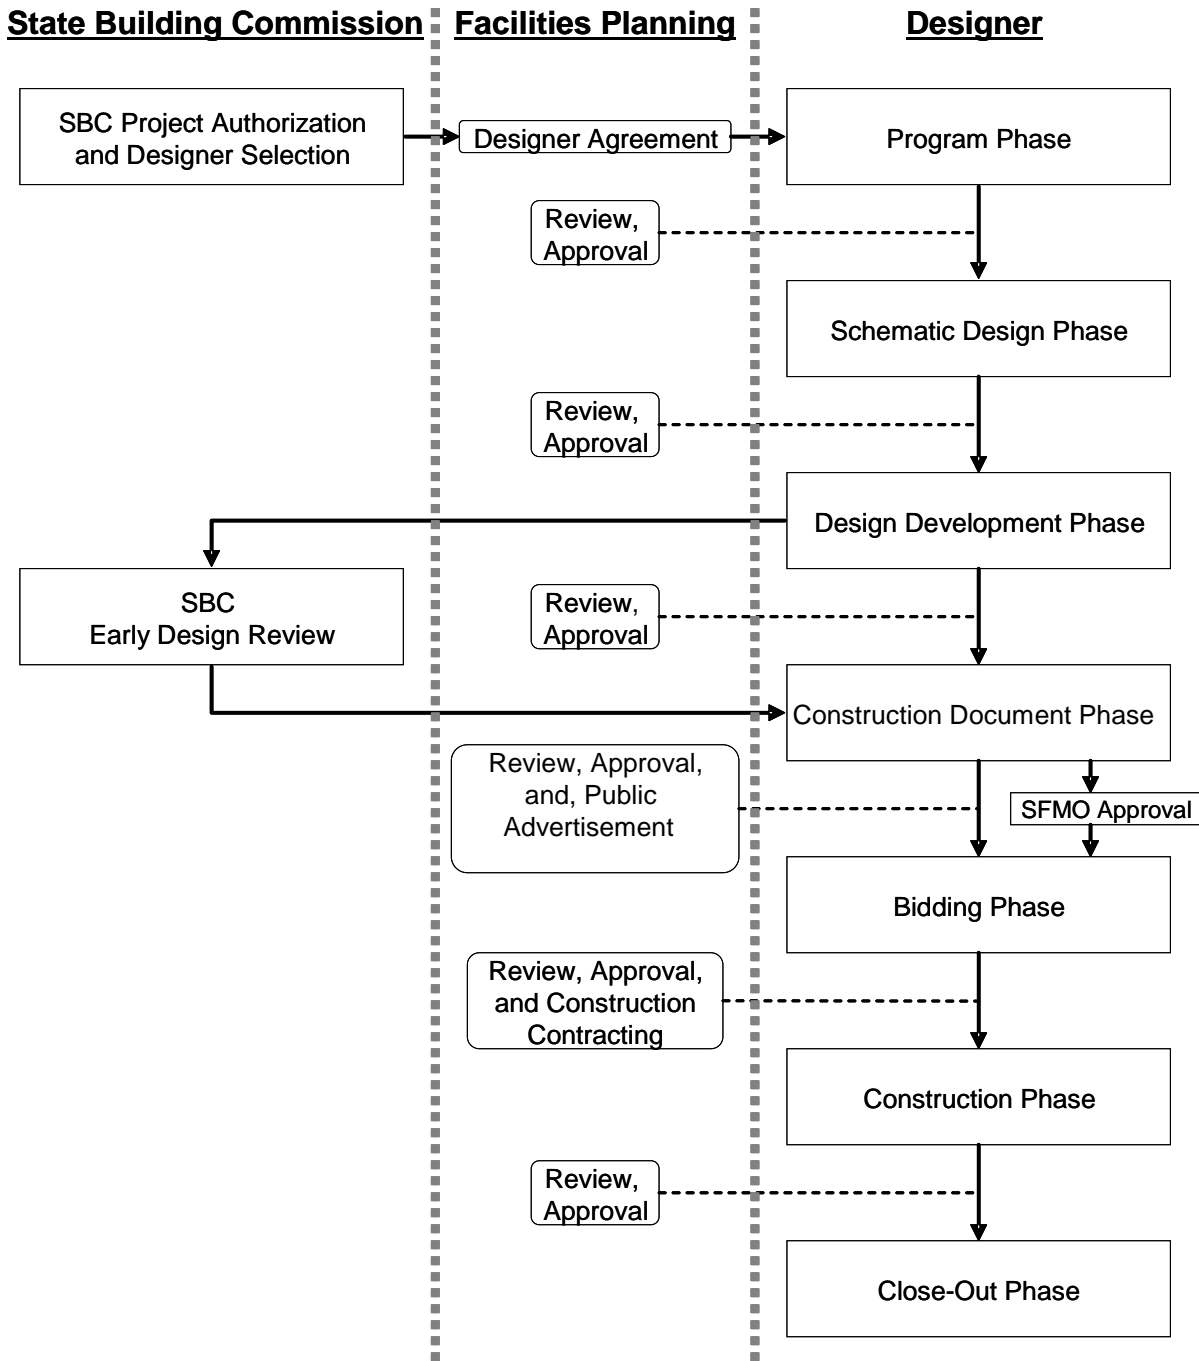 State Building Commission
Facilities Planning
Designer
SBC Project Authorization
and Designer Selection
Designer Agreement
Program Phase
Review,
Approval
Schematic Design Phase
Review,
Approval
Design Development Phase
SBC
Early Design Review
Review,
Approval
Construction Document Phase
Review, Approval,
and, Public
Advertisement
SFMO Approval
Bidding Phase
Review, Approval,
and Construction
Contracting
Construction Phase
Review,
Approval
Close-Out Phase